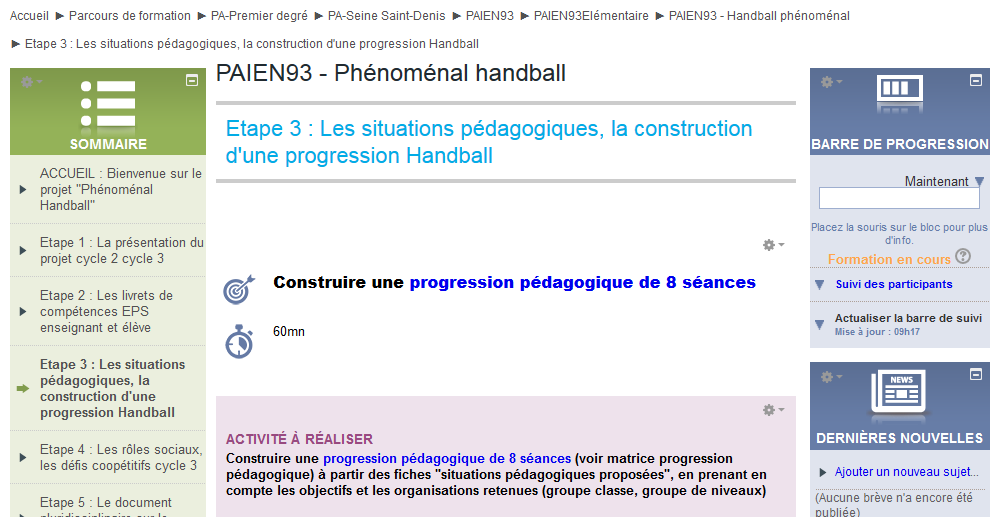 Accueil ► Parcours de formation ► PA-Premier degré ► PA-Seine Saint-Denis ► PAIEN93 ► PAIEN93Elémentaire ► PAIEN93 - Handball phénoménal
► Etape 3 : Les situations pédagogiques, la construction d'une progression Handball
SOMMAIRE
ACCUEIL : Bienvenue sur le
projet "Phénoménal
Handball"
Etape 1 : La présentation du
projet cycle 2 cycle 3
Etape 2 : Les livrets de
compétences EPS
enseignant et élève
Etape 3 : Les situations
pédagogiques, la
construction d'une
progression Handball
Etape 4 : Les rôles sociaux,
les défis coopétitifs cycle 3
Etape 5 : Le document
pluridisciplinaire sur le
PAIEN93 - Phénoménal handball
Etape 3 : Les situations pédagogiques, la construction
d'une progression Handball
Construire une progression pédagogique de 8 séances
60mn
ACTIVITÉ À RÉALISER
Construire une progression pédagogique de 8 séances (voir matrice progression
pédagogique) à partir des fiches "situations pédagogiques proposées", en prenant en
compte les objectifs et les organisations retenues (groupe classe, groupe de niveaux)
BARRE DE PROGRESSION
Maintenant
Placez la souris sur le bloc pour plus
d'info.
Formation en cours ?
Suivi des participants
Actualiser la barre de suivi
Mise à jour : 09h17
NEWS
DERNIÈRES NOUVELLES
Ajouter un nouveau sujet...
(Aucune brève n'a encore été
publiée)